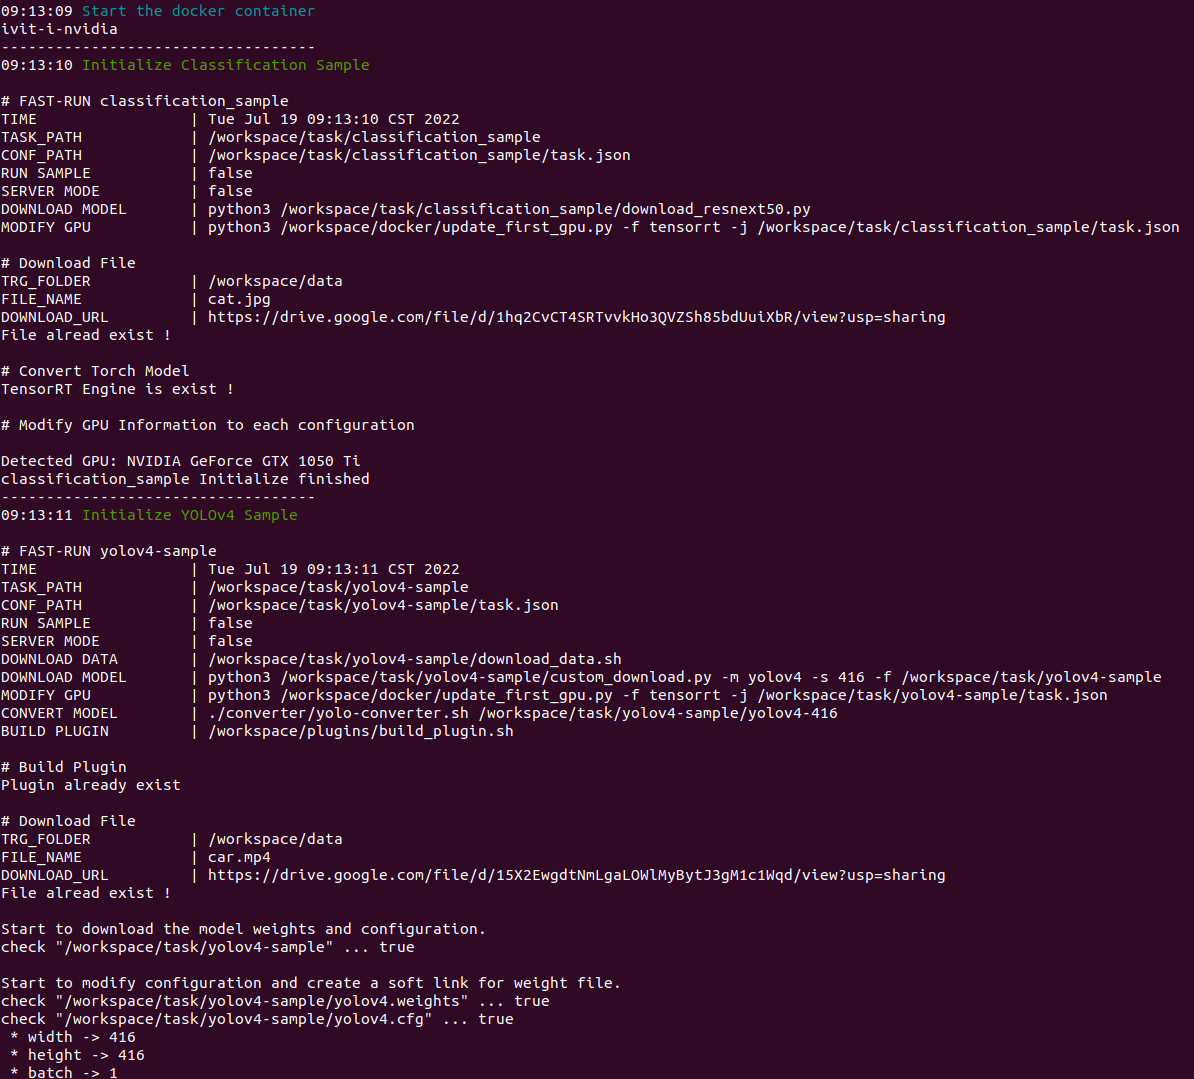 09:13:09 Start the docker container
ivit-i-nvidia
-----------------------------------
09:13:10 Initialize Classification Sample
# FAST-RUN classification_sample
TIME                 | Tue Jul 19 09:13:10 CST 2022
TASK_PATH            | /workspace/task/classification_sample
CONF_PATH            | /workspace/task/classification_sample/task.json
RUN SAMPLE           | false
SERVER MODE          | false
DOWNLOAD MODEL       | python3 /workspace/task/classification_sample/download_resnext50.py
MODIFY GPU           | python3 /workspace/docker/update_first_gpu.py -f tensorrt -j /workspace/task/classification_sample/task.json
# Download File
TRG_FOLDER           | /workspace/data
FILE_NAME            | cat.jpg
DOWNLOAD_URL         | https://drive.google.com/file/d/1hq2CvCT4SRTvvkHo3QVZSh85bdUuiXbR/view?usp=sharing
File alread exist !
# Convert Torch Model
TensorRT Engine is exist !
# Modify GPU Information to each configuration
Detected GPU: NVIDIA GeForce GTX 1050 Ti
classification_sample Initialize finished
-----------------------------------
09:13:11 Initialize YOLOv4 Sample
# FAST-RUN yolov4-sample
TIME                 | Tue Jul 19 09:13:11 CST 2022
TASK_PATH            | /workspace/task/yolov4-sample
CONF_PATH            | /workspace/task/yolov4-sample/task.json
RUN SAMPLE           | false
SERVER MODE          | false
DOWNLOAD DATA        | /workspace/task/yolov4-sample/download_data.sh
DOWNLOAD MODEL       | python3 /workspace/task/yolov4-sample/custom_download.py -m yolov4 -s 416 -f /workspace/task/yolov4-sample
MODIFY GPU           | python3 /workspace/docker/update_first_gpu.py -f tensorrt -j /workspace/task/yolov4-sample/task.json
CONVERT MODEL        | ./converter/yolo-converter.sh /workspace/task/yolov4-sample/yolov4-416
BUILD PLUGIN         | /workspace/plugins/build_plugin.sh
# Build Plugin
Plugin already exist
# Download File
TRG_FOLDER           | /workspace/data
FILE_NAME            | car.mp4
DOWNLOAD_URL         | https://drive.google.com/file/d/15X2EwgdtNmLgaLOWlMyBytJ3gM1c1Wqd/view?usp=sharing
File alread exist !
Start to download the model weights and configuration.
check "/workspace/task/yolov4-sample" ... true
Start to modify configuration and create a soft link for weight file.
check "/workspace/task/yolov4-sample/yolov4.weights" ... true
check "/workspace/task/yolov4-sample/yolov4.cfg" ... true
 * width -> 416
 * height -> 416
 * batch -> 1